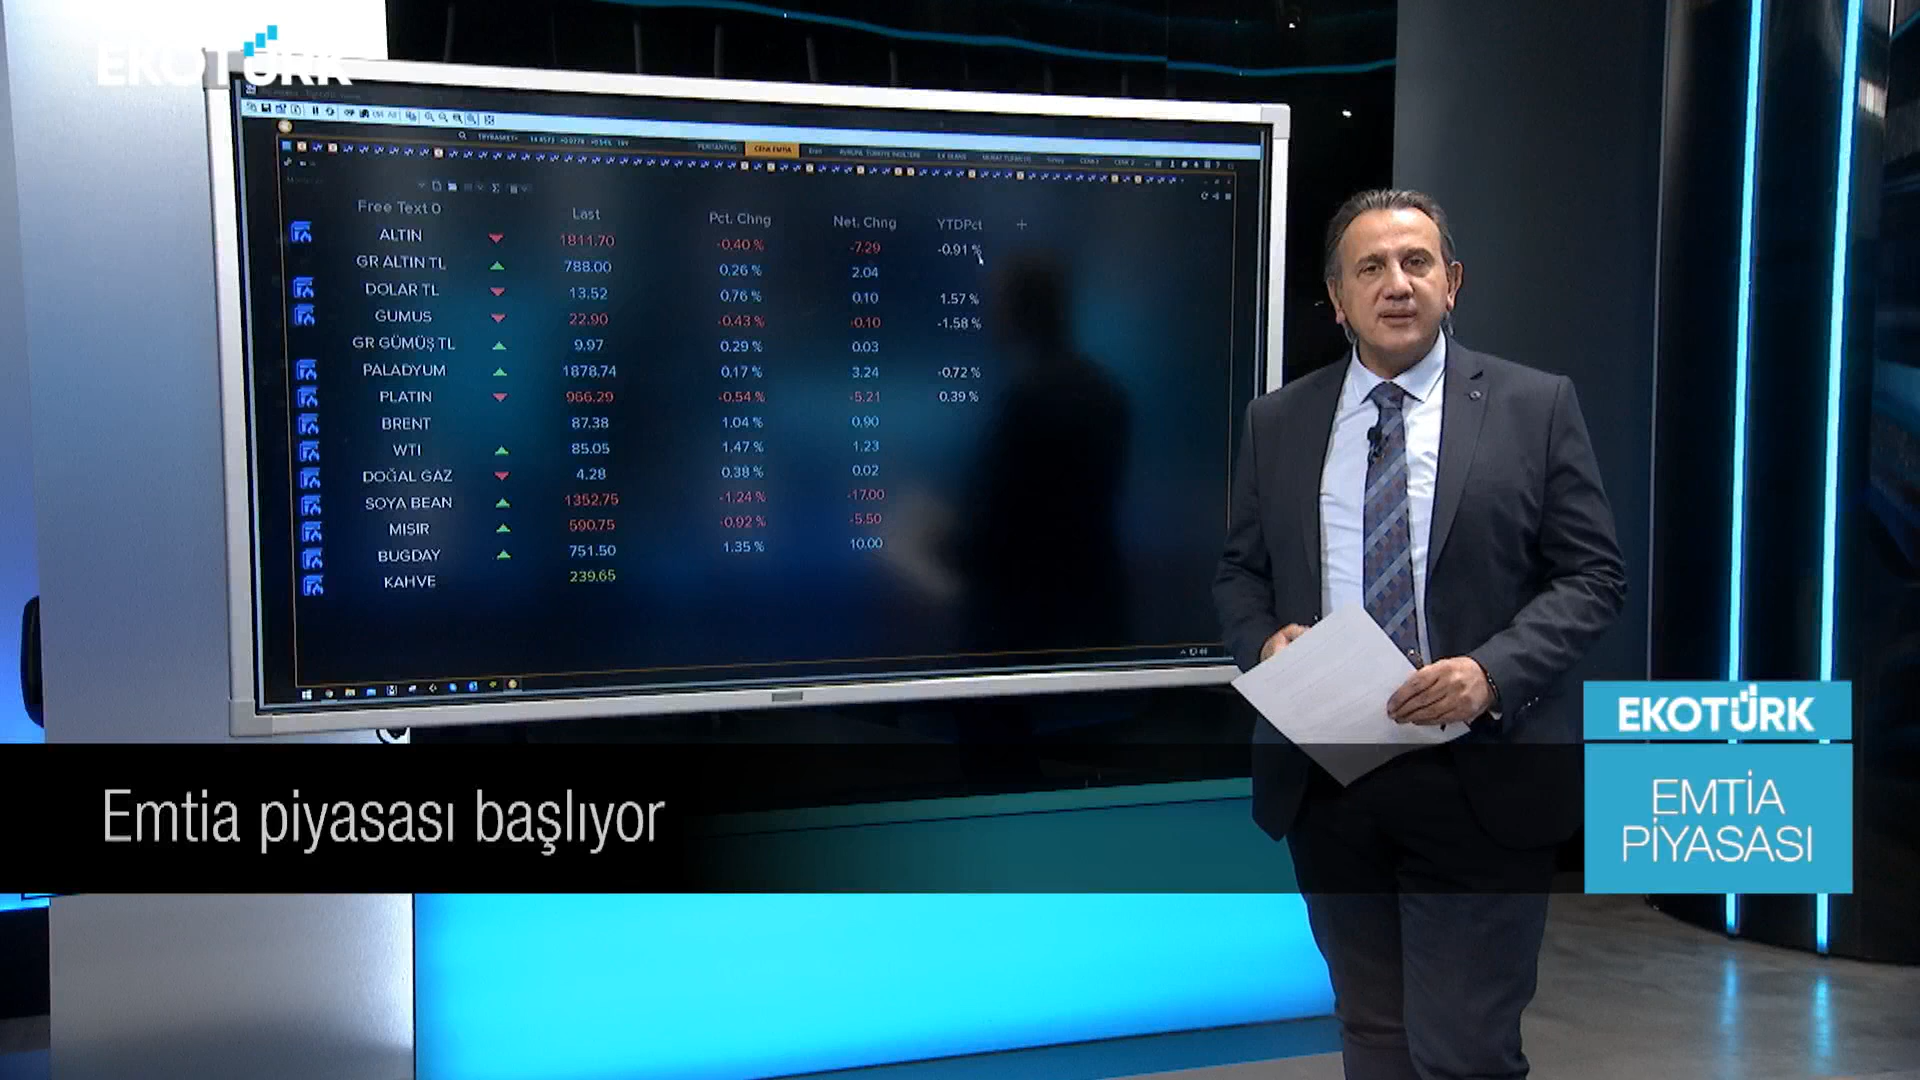 EKOTÜRK
PERITANTUS CENK EMTIA
Free Text 0 Last Pct. Chng Net. Chng YTDPct +
ALTIN 1811.70 -0.40 % -7.29 -0.91 %
GR ALTIN TL 788.00 0.26 % 2.04
DOLAR TL 13.52 0.76 % 0.10 1.57 %
GUMUS 22.90 -0.43 % -0.10 -1.58 %
GR GÜMÜŞ TL 9.97 0.29 % 0.03
PALADYUM 1878.74 0.17 % 3.24 -0.72 %
PLATIN 966.29 -0.54 % -5.21 0.39 %
BRENT 87.38 1.04 % 0.90
WTI 85.05 1.47 % 1.23
DOĞAL GAZ 4.28 0.38 % 0.02
SOYA BEAN 1352.75 -1.24 % -17.00
MISIR 590.75 -0.92 % -5.50
BUGDAY 751.50 1.35 % 10.00
KAHVE 239.65
EKOTÜRK
EMTİA
PİYASASI
Emtia piyasası başlıyor